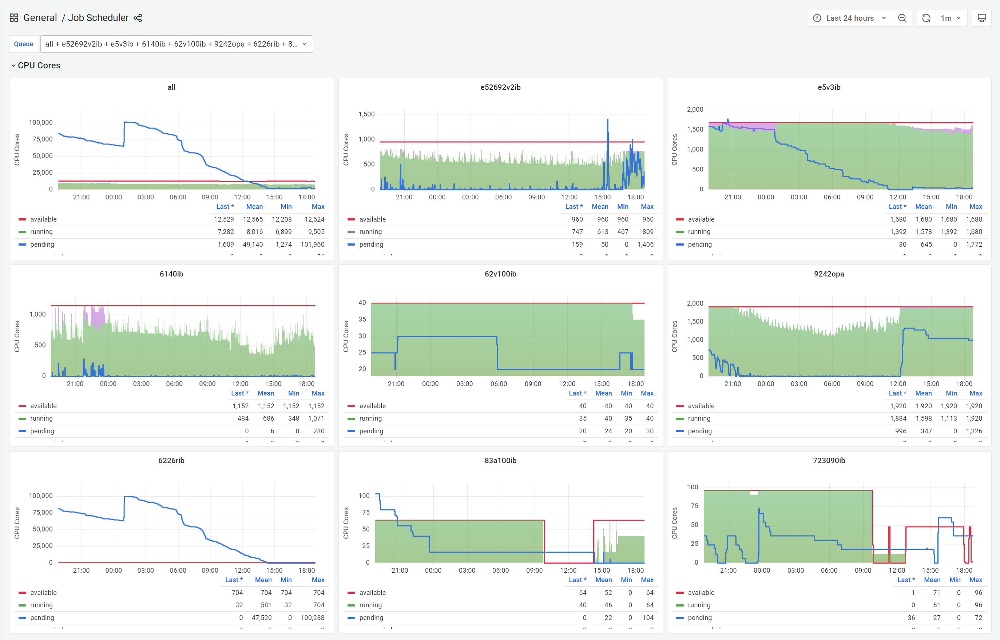 General / Job Scheduler
Last 24 hours
1m
Queue
all + e52692v2ib + e5v3ib + 6140ib + 62v100ib + 9242opa + 6226rib + 8...
CPU Cores
all
CPU Cores
100,000
75,000
50,000
25,000
0
21:00 00:00 03:00 06:00 09:00 12:00 15:00 18:00
Last * Mean Min Max
available 12,529 12,565 12,208 12,624
running 7,282 8,016 6,899 9,505
pending 1,609 49,140 1,274 101,960
e52692v2ib
CPU Cores
1,500
1,000
500
0
21:00 00:00 03:00 06:00 09:00 12:00 15:00 18:00
Last * Mean Min Max
available 960 960 960 960
running 747 613 467 809
pending 159 50 0 1,406
e5v3ib
CPU Cores
2,000
1,500
1,000
500
0
21:00 00:00 03:00 06:00 09:00 12:00 15:00 18:00
Last * Mean Min Max
available 1,680 1,680 1,680 1,680
running 1,392 1,578 1,392 1,680
pending 30 645 0 1,772
6140ib
CPU Cores
1,000
500
0
21:00 00:00 03:00 06:00 09:00 12:00 15:00 18:00
Last * Mean Min Max
available 1,152 1,152 1,152 1,152
running 484 686 348 1,071
pending 0 6 0 280
62v100ib
CPU Cores
40
35
30
25
20
21:00 00:00 03:00 06:00 09:00 12:00 15:00 18:00
Last * Mean Min Max
available 40 40 40 40
running 35 40 35 40
pending 20 24 20 30
9242opa
CPU Cores
2,000
1,500
1,000
500
0
21:00 00:00 03:00 06:00 09:00 12:00 15:00 18:00
Last * Mean Min Max
available 1,920 1,920 1,920 1,920
running 1,884 1,598 1,113 1,920
pending 996 347 0 1,326
6226rib
CPU Cores
100,000
75,000
50,000
25,000
0
21:00 00:00 03:00 06:00 09:00 12:00 15:00 18:00
Last * Mean Min Max
available 704 704 704 704
running 32 581 32 704
pending 0 47,520 0 100,288
83a100ib
CPU Cores
100
75
50
25
0
21:00 00:00 03:00 06:00 09:00 12:00 15:00 18:00
Last * Mean Min Max
available 64 52 0 64
running 40 46 0 64
pending 0 22 0 104
723090ib
CPU Cores
100
75
50
25
0
21:00 00:00 03:00 06:00 09:00 12:00 15:00 18:00
Last * Mean Min Max
available 1 71 0 96
running 0 61 0 96
pending 36 27 0 72